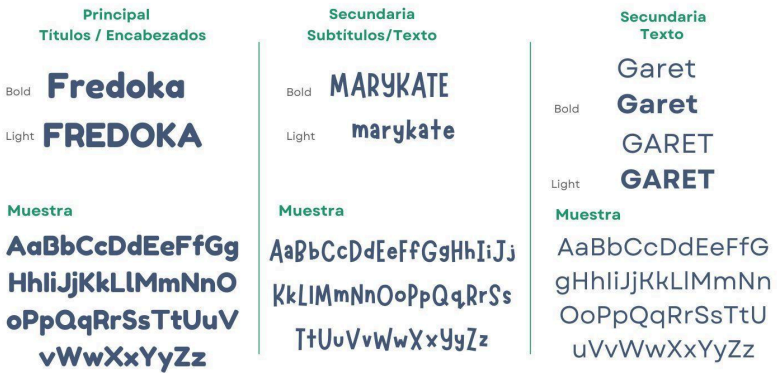 Principal
Títulos / Encabezados
Bold
Fredoka
Light
FREDOKA
Muestra
AaBbCcDdEeFfGg
HhIiJjKkLlMmNnO
oPpQqRrSsTtUuV
vWwXxYyZz
Secundaria
Subtítulos/Texto
Bold
MARYKATE
Light
marykate
Muestra
AaBbCcDdEeFfGgHhIiJj
KkLlMmNnOoPpQqRrSs
TtUuVvWwXxYyZz
Secundaria
Texto
Garet
Bold
Garet
GARET
Light
GARET
Muestra
AaBbCcDdEeFfG
gHhIiJjKkLlMmNn
OoPpQqRrSsTtU
uVvWwXxYyZz